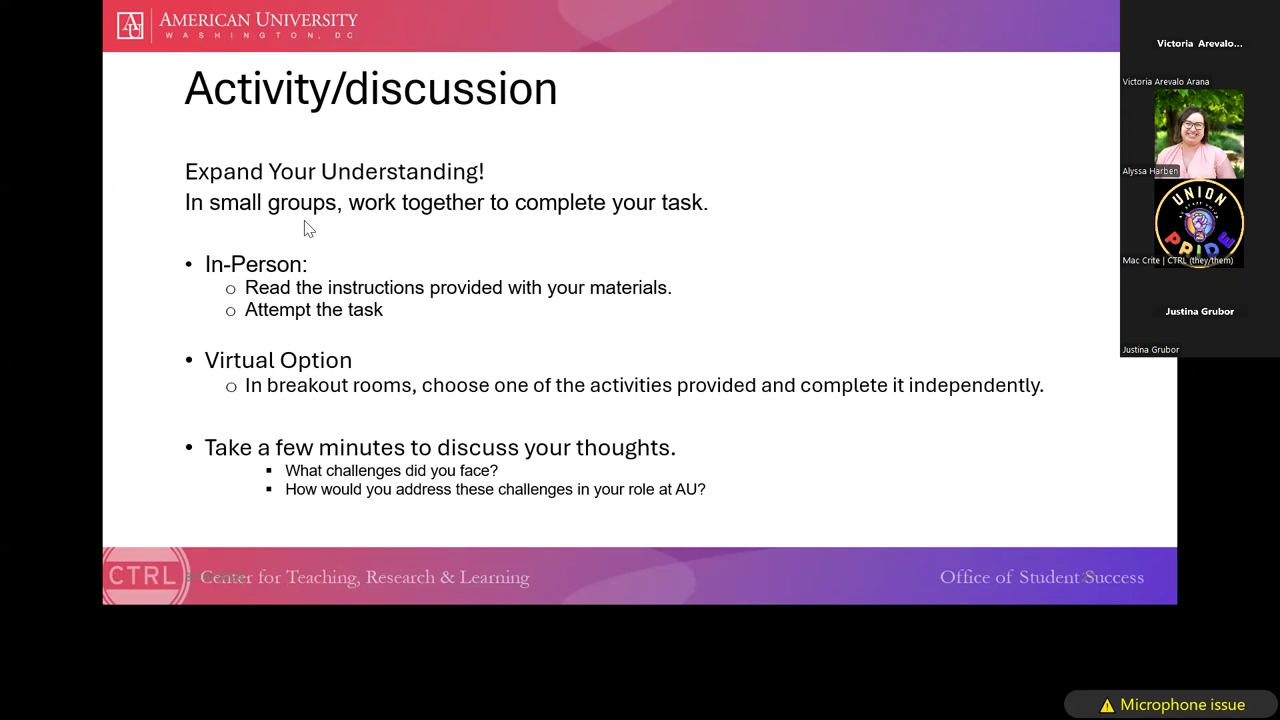 AMERICAN UNIVERSITY
WASHINGTON, DC
Activity/discussion
Expand Your Understanding!
In small groups, work together to complete your task.
• In-Person:
o Read the instructions provided with your materials.
o Attempt the task
• Virtual Option
o In breakout rooms, choose one of the activities provided and complete it independently.
• Take a few minutes to discuss your thoughts.
▪ What challenges did you face?
▪ How would you address these challenges in your role at AU?
CTRL
Center for Teaching, Research & Learning
Office of Student Success
Victoria Arevalo...
Victoria Arevalo Arana
Alyssa Harben
UNION
PRIDE
Mac Crite | CTRL (they/them)
Justina Grubor
Justina Grubor
Microphone issue